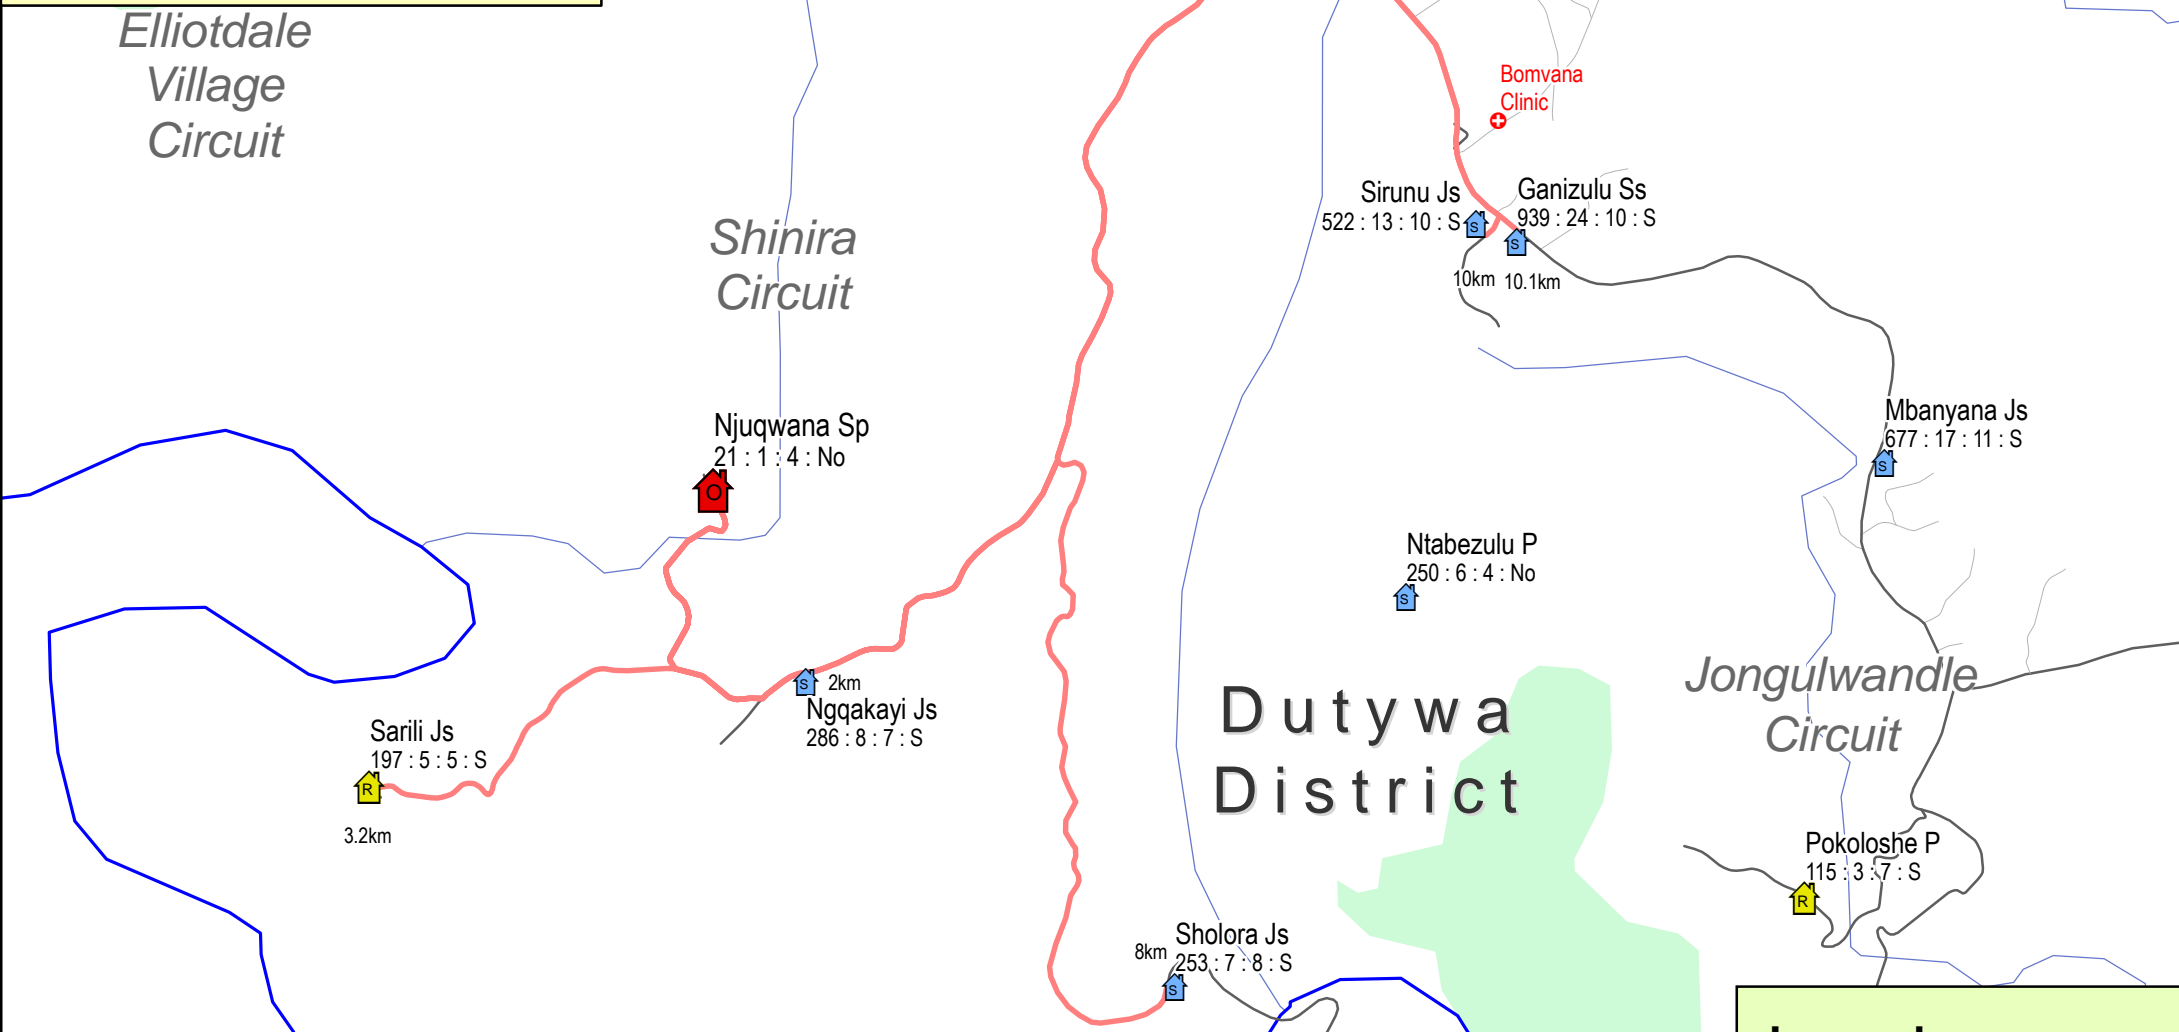 Elliotdale
Village
Circuit
Bomvana
Clinic
Sirunu Js
522 : 13 : 10 : S
S
Ganizulu Ss
939 : 24 : 10 : S
S
10km
10.1km
Shinira
Circuit
Njuqwana Sp
21 : 1 : 4 : No
O
Mbanyana Js
677 : 17 : 11 : S
S
Ntabezulu P
250 : 6 : 4 : No
S
Jongulwandle
Circuit
S
2km
Ngqakayi Js
286 : 8 : 7 : S
Dutywa
District
Sarili Js
197 : 5 : 5 : S
R
3.2km
Pokoloshe P
115 : 3 : 7 : S
R
8km
Sholora Js
253 : 7 : 8 : S
S